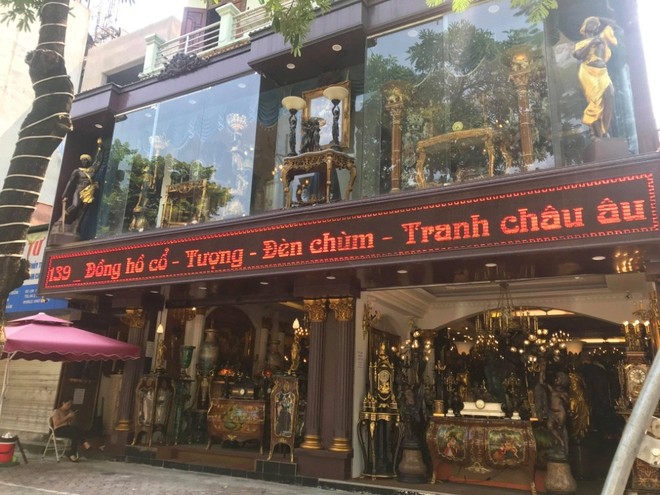 139 _ Đồng hồ cổ - Tượng - Đèn chùm - Tranh châu âu